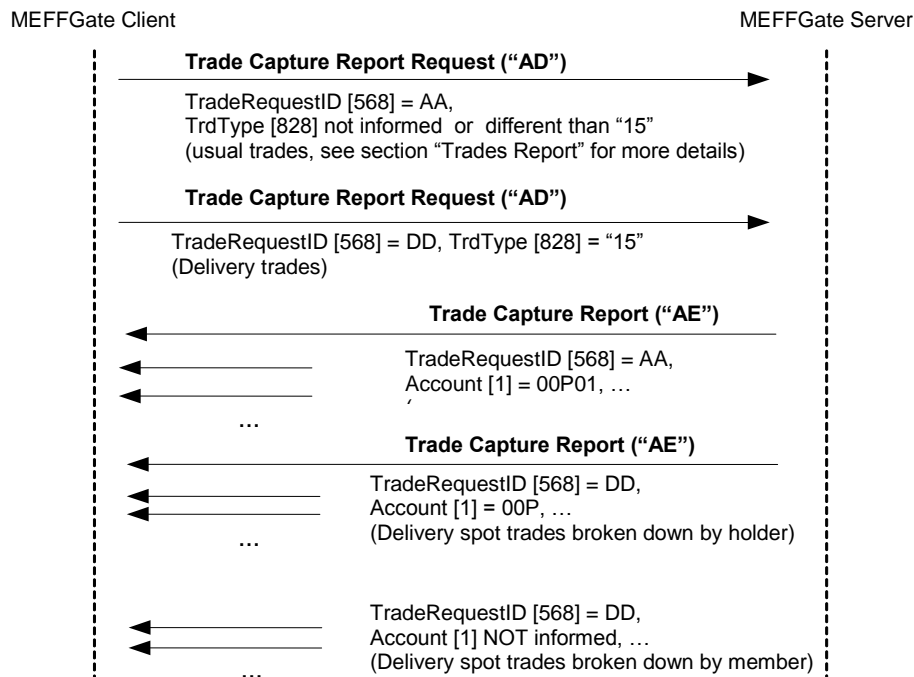 MEFFGate Client
MEFFGate Server
Trade Capture Report Request (“AD”)
TradeRequestID [568] = AA,
TrdType [828] not informed or different than “15”
(usual trades, see section “Trades Report” for more details)
Trade Capture Report Request (“AD”)
TradeRequestID [568] = DD, TrdType [828] = “15”
(Delivery trades)
Trade Capture Report (“AE”)
TradeRequestID [568] = AA,
Account [1] = 00P01, …
…
Trade Capture Report (“AE”)
TradeRequestID [568] = DD,
Account [1] = 00P, …
(Delivery spot trades broken down by holder)
…
TradeRequestID [568] = DD,
Account [1] NOT informed, …
(Delivery spot trades broken down by member)
…